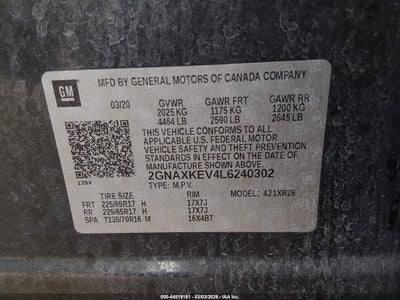 GM
MFD BY GENERAL MOTORS OF CANADA COMPANY
03/20 GVWR GAWR FRT GAWR RR
2025 KG 1175 KG 1200 KG
4464 LB 2590 LB 2645 LB
THIS VEHICLE CONFORMS TO ALL APPLICABLE U.S. FEDERAL
MOTOR VEHICLE SAFETY, BUMPER, AND THEFT
PREVENTION STANDARDS IN EFFECT ON THE DATE
OF MANUFACTURE SHOWN ABOVE.
2GNAXKEV4L6240302
TYPE: M.P.V. MODEL: 421XR26
TIRE SIZE RIM
FRT 225/65R17 H 17X7J
RR 225/65R17 H 17X7J
SPA T135/70R16 M 16X4BT
000-44619161 - 03/03/2026 - © IAA Inc.